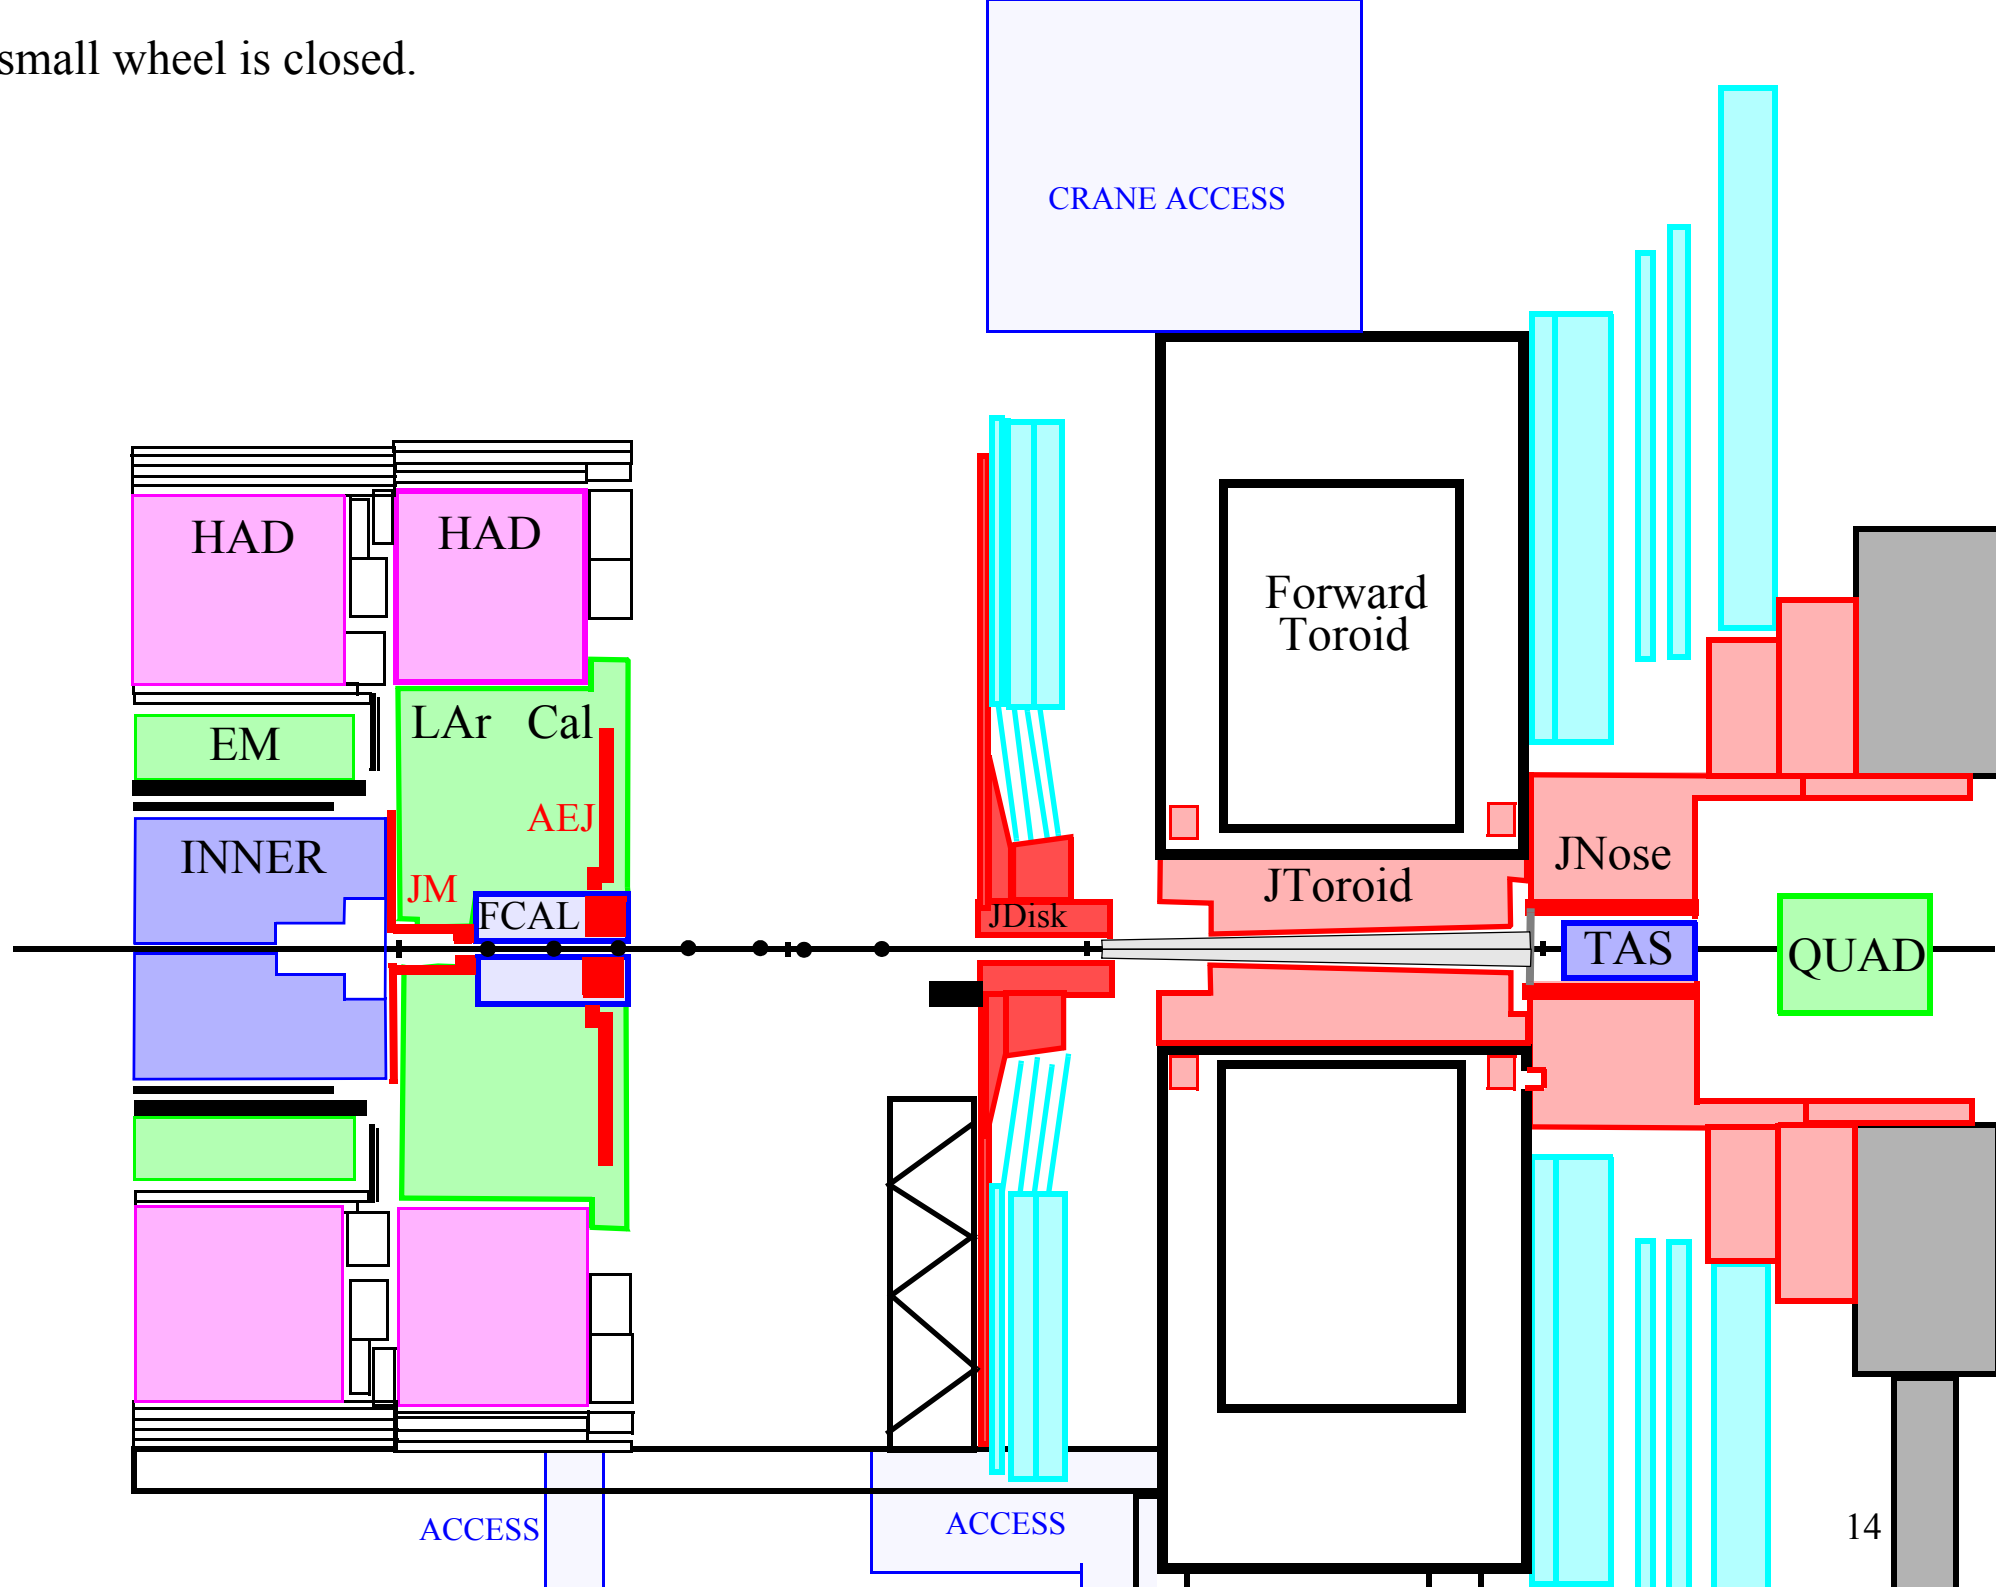 small wheel is closed.
CRANE ACCESS
HAD
HAD
Forward
Toroid
LAr Cal
EM
AEJ
INNER
JM
FCAL
JDisk
JToroid
JNose
TAS
QUAD
ACCESS
ACCESS
14